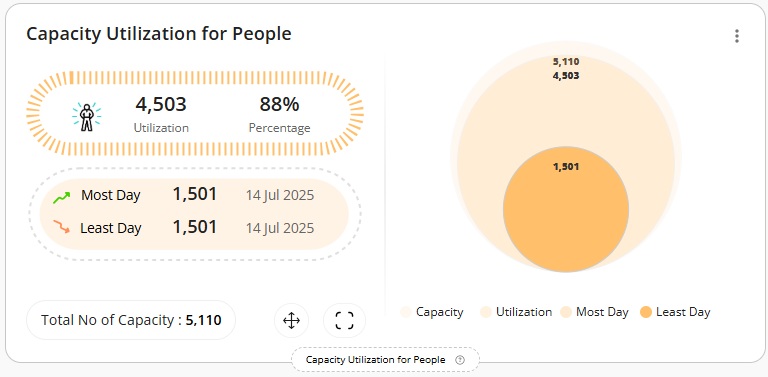 Capacity Utilization for People
4,503
Utilization
88%
Percentage
Most Day 1,501 14 Jul 2025
Least Day 1,501 14 Jul 2025
Total No of Capacity : 5,110
5,110
4,503
1,501
Capacity Utilization Most Day Least Day
Capacity Utilization for People ?